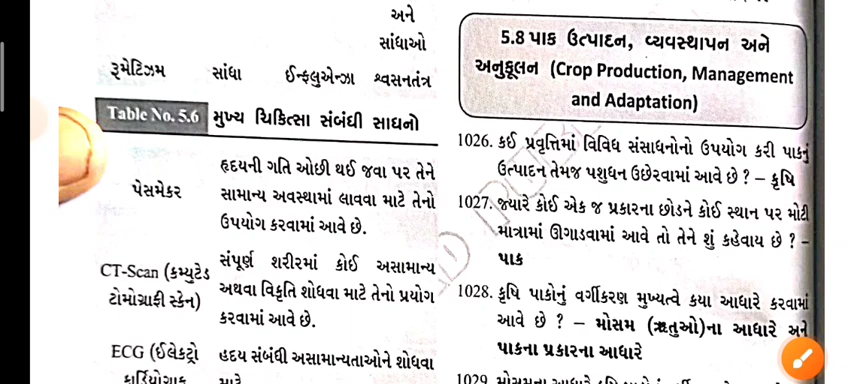 અને
સાંધાઓ
રૂમેટિઝમ સાંધા ઈન્ફલુએન્ઝા શ્વસનતંત્ર
Table No. 5.6 મુખ્ય ચિકિત્સા સંબંધી સાધનો
પેસમેકર
હૃદયની ગતિ ઓછી થઈ જવા પર તેને
સામાન્ય અવસ્થામાં લાવવા માટે તેનો
ઉપયોગ કરવામાં આવે છે.
CT-Scan (કમ્પ્યુટેડ
ટોમોગ્રાફી સ્કેન)
સંપૂર્ણ શરીરમાં કોઈ અસામાન્ય
અથવા વિકૃતિ શોધવા માટે તેનો પ્રયોગ
કરવામાં આવે છે.
ECG (ઈલેક્ટ્રો
કાર્ડિયોગ્રાફ
હૃદય સંબંધી અસામાન્યતાઓને શોધવા
માટે
5.8 પાક ઉત્પાદન, વ્યવસ્થાપન અને
અનુકૂલન (Crop Production, Management
and Adaptation)
1026. કઈ પ્રવૃત્તિમાં વિવિધ સંસાધનોનો ઉપયોગ કરી પાકનું
ઉત્પાદન તેમજ પશુધન ઉછેરવામાં આવે છે ? – કૃષિ
1027. જ્યારે કોઈ એક જ પ્રકારના છોડને કોઈ સ્થાન પર મોટી
માત્રામાં ઊગાડવામાં આવે તો તેને શું કહેવાય છે ? –
પાક
1028. કૃષિ પાકોનું વર્ગીકરણ મુખ્યત્વે કયા આધારે કરવામાં
આવે છે ? – મોસમ (ઋતુઓ)ના આધારે અને
પાકના પ્રકારના આધારે
1029. મોસમના આધારે કૃષિ